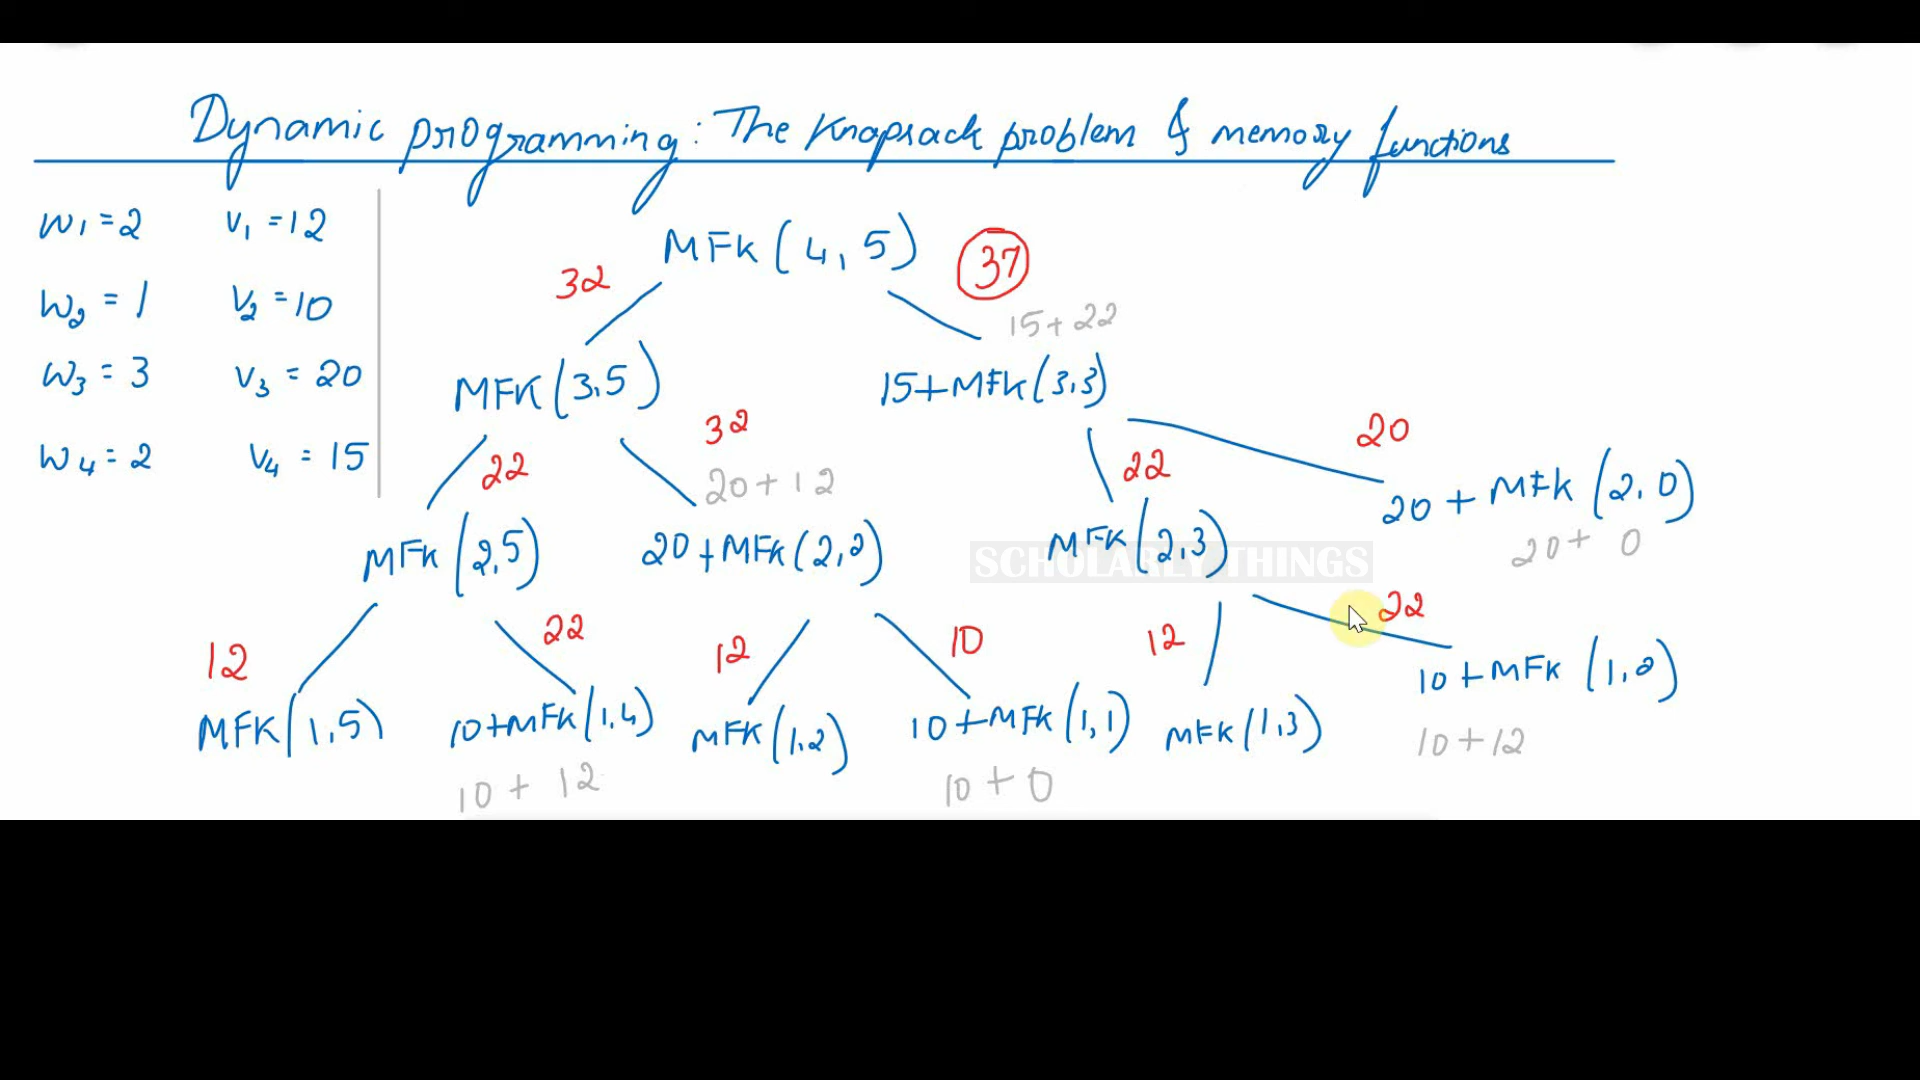 Dynamic programming: The Knapsack problem & memory functions
w1 = 2 v1 = 12
w2 = 1 v2 = 10
w3 = 3 v3 = 20
w4 = 2 v4 = 15
MFK(4,5) 37
32
15+22
MFK(3,5) 15+MFK(3,3)
22 32 22 20
20+12
20+MFK(2,0)
20+0
MFK(2,5) 20+MFK(2,2) MFK(2,3)
SCHOLARLY THINGS
12 22 12 10 12 22
MFK(1,5) 10+MFK(1,4) MFK(1,2) 10+MFK(1,1) MFK(1,3) 10+MFK(1,2)
10+12 10+0 10+12